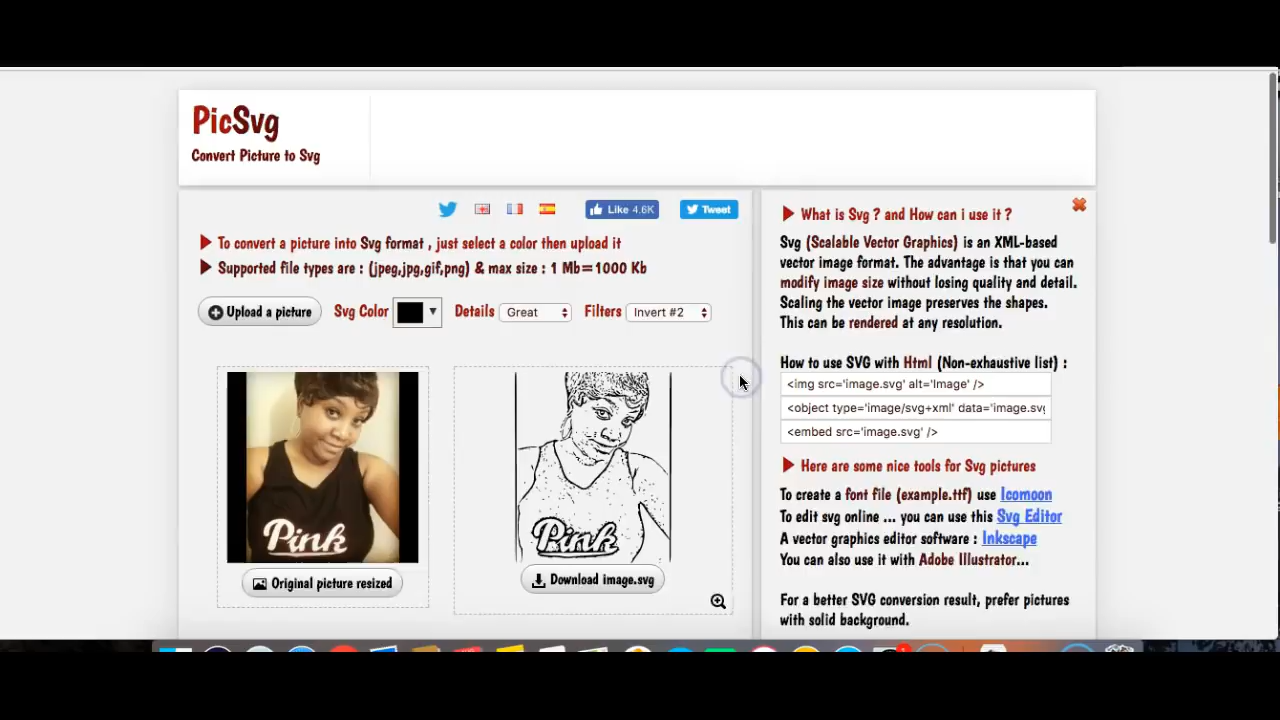 PicSvg
Convert Picture to Svg
Like 4.6K
Tweet
To convert a picture into Svg format , just select a color then upload it
Supported file types are : (jpeg,jpg,gif,png) & max size : 1 Mb=1000 Kb
Upload a picture
Svg Color
Details
Great
Filters
Invert #2
Pink
Original picture resized
Pink
Download image.svg
What is Svg ? and How can i use it ?
Svg (Scalable Vector Graphics) is an XML-based
vector image format. The advantage is that you can
modify image size without losing quality and detail.
Scaling the vector image preserves the shapes.
This can be rendered at any resolution.
How to use SVG with Html (Non-exhaustive list) :
<img src='image.svg' alt='Image' />
<object type='image/svg+xml' data='image.svg
<embed src='image.svg' />
Here are some nice tools for Svg pictures
To create a font file (example.ttf) use Icomoon
To edit svg online ... you can use this Svg Editor
A vector graphics editor software : Inkscape
You can also use it with Adobe Illustrator...
For a better SVG conversion result, prefer pictures
with solid background.